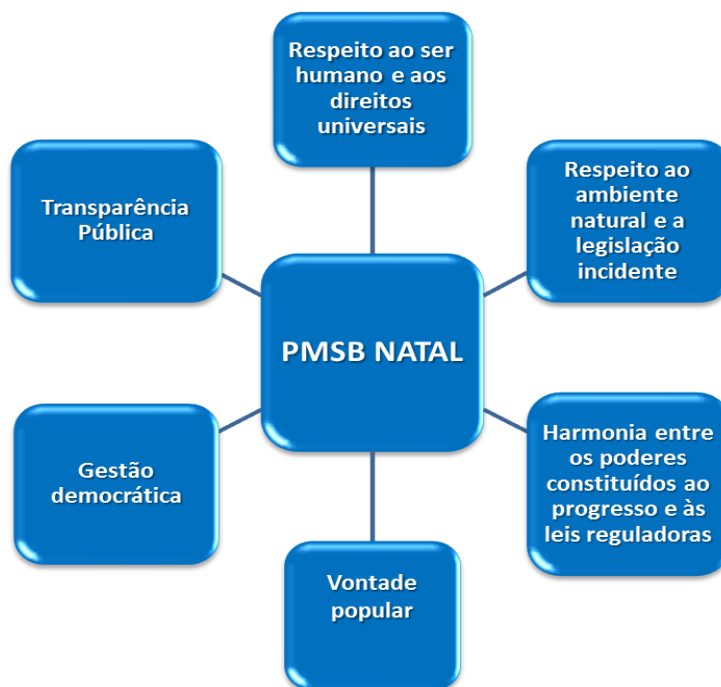 Respeito ao ser
humano e aos
direitos
universais
Transparência
Pública
Respeito ao
ambiente
natural e a
legislação
incidente
PMSB NATAL
Gestão
democrática
Harmonia entre
os poderes
constituídos ao
progresso e às
leis reguladoras
Vontade
popular